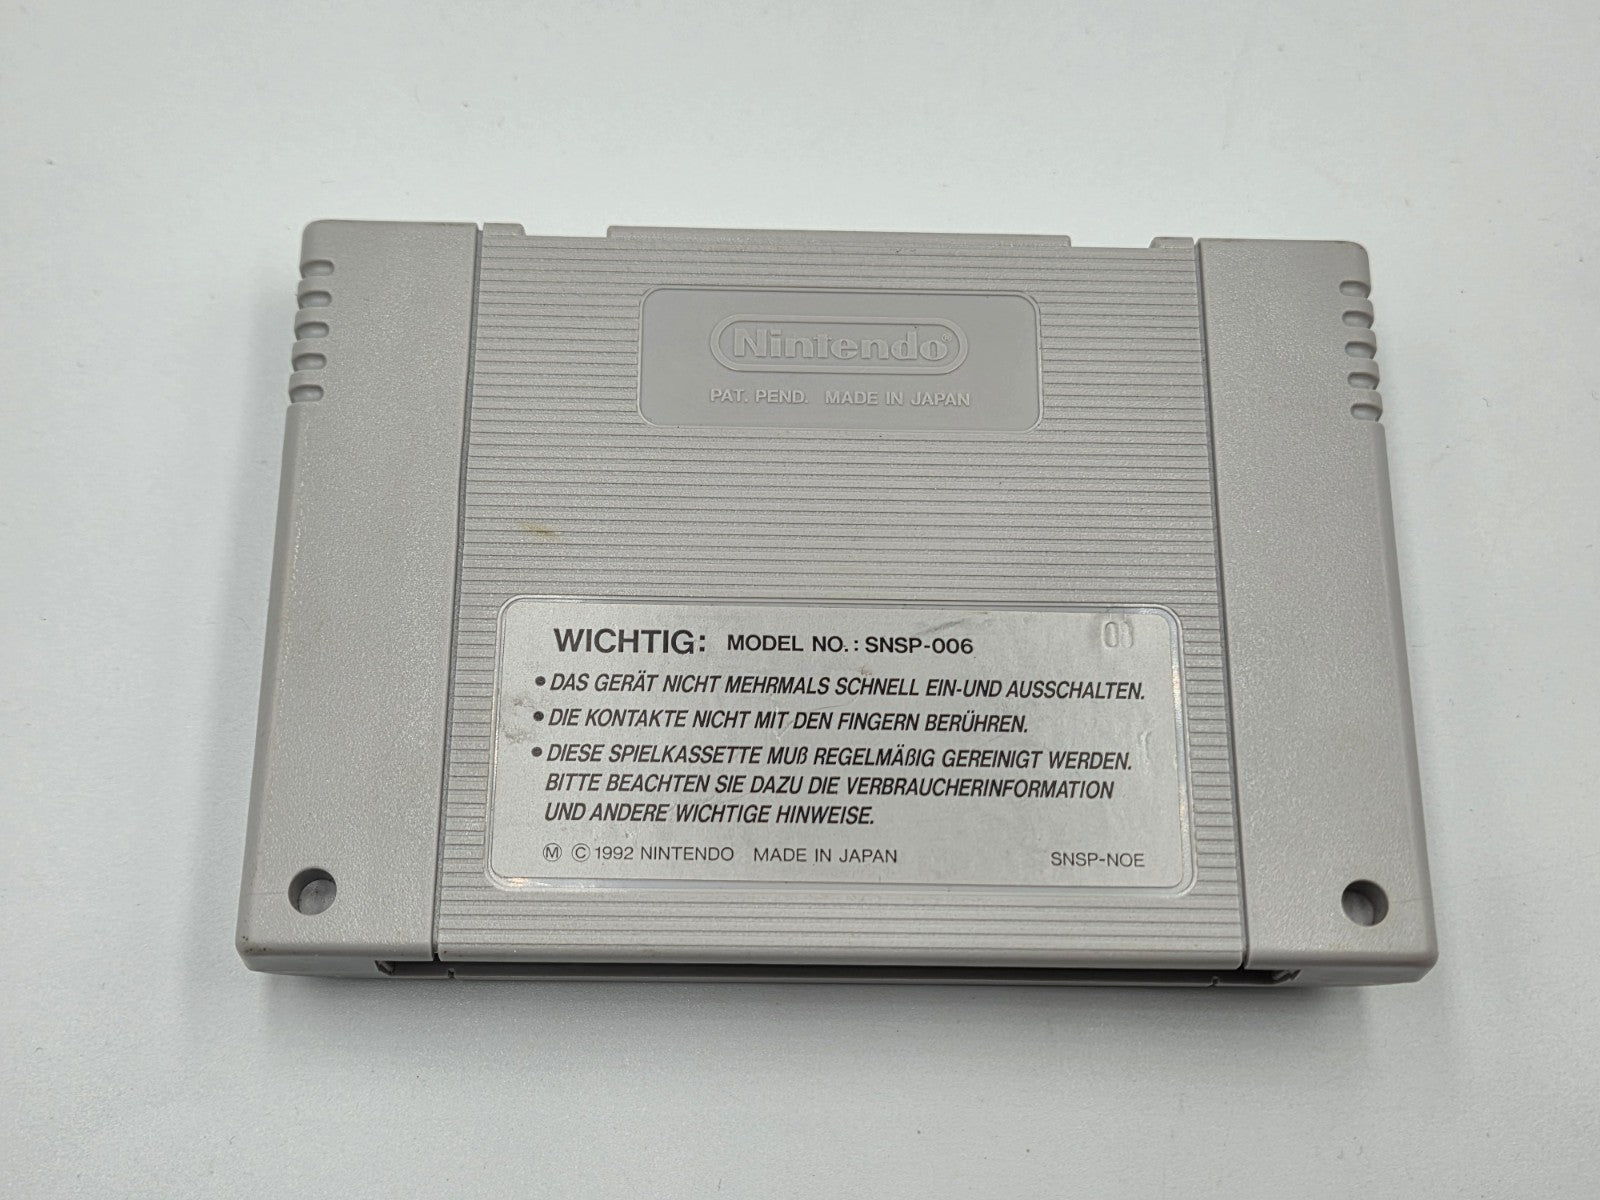 Nintendo®
PAT. PEND. MADE IN JAPAN
WICHTIG: MODEL NO.: SNSP-006
01
• DAS GERÄT NICHT MEHRMALS SCHNELL EIN-UND AUSSCHALTEN.
• DIE KONTAKTE NICHT MIT DEN FINGERN BERÜHREN.
• DIESE SPIELKASSETTE MUß REGELMÄßIG GEREINIGT WERDEN.
BITTE BEACHTEN SIE DAZU DIE VERBRAUCHERINFORMATION
UND ANDERE WICHTIGE HINWEISE.
Ⓜ © 1992 NINTENDO MADE IN JAPAN SNSP-NOE